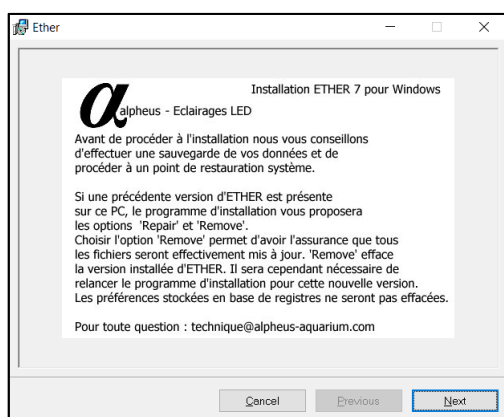 Ether
Installation ETHER 7 pour Windows
alpheus - Eclairages LED
Avant de procéder à l'installation nous vous conseillons
d'effectuer une sauvegarde de vos données et de
procéder à un point de restauration système.
Si une précédente version d'ETHER est présente
sur ce PC, le programme d'installation vous proposera
les options 'Repair' et 'Remove'.
Choisir l'option 'Remove' permet d'avoir l'assurance que tous
les fichiers seront effectivement mis à jour. 'Remove' efface
la version installée d'ETHER. Il sera cependant nécessaire de
relancer le programme d'installation pour cette nouvelle version.
Les préférences stockées en base de registres ne seront pas effacées.
Pour toute question : technique@alpheus-aquarium.com
Cancel Previous Next